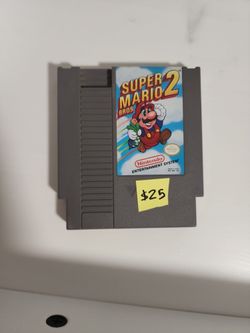 SUPER
MARIO 2
BROS
Nintendo
ENTERTAINMENT SYSTEM
$25